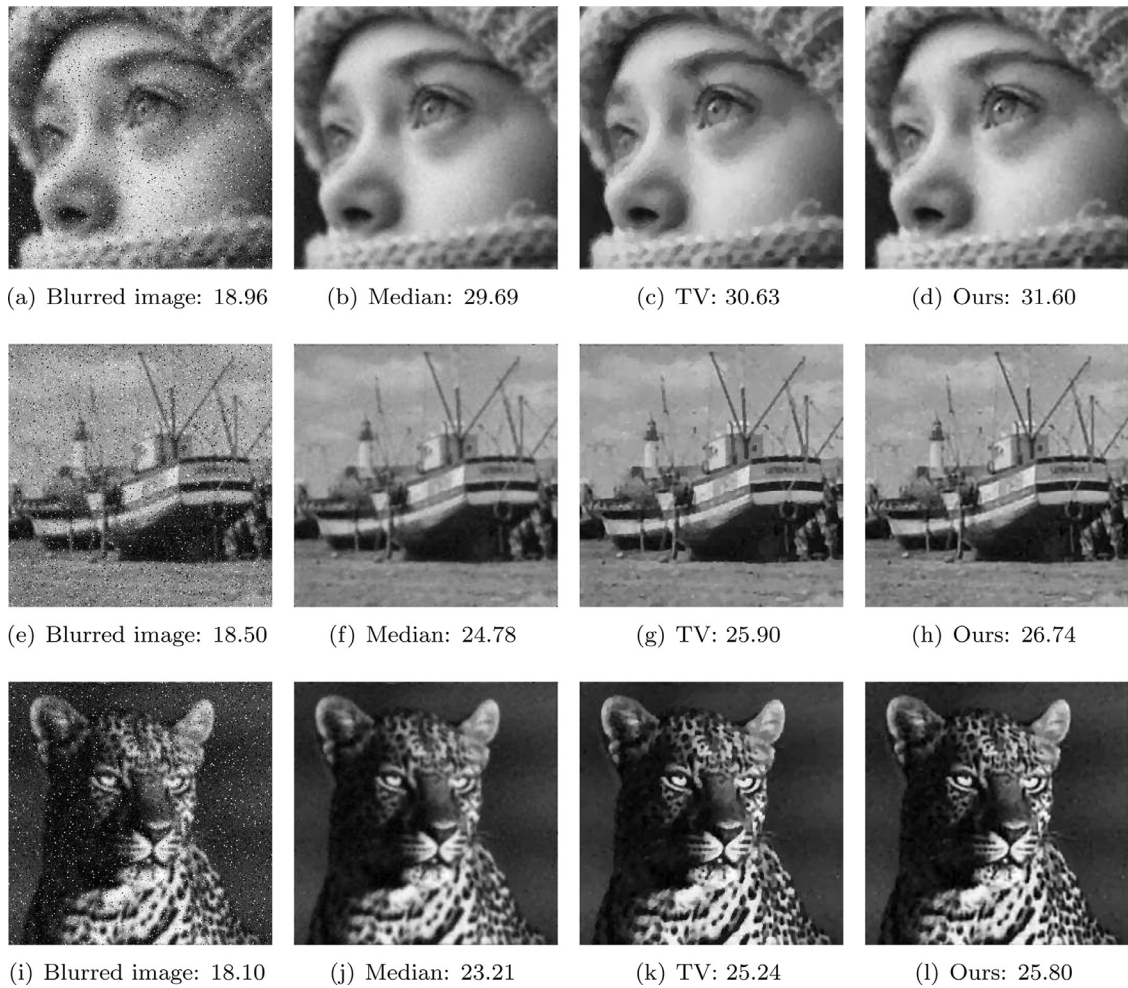 (a) Blurred image: 18.96
(b) Median: 29.69
(c) TV: 30.63
(d) Ours: 31.60
(e) Blurred image: 18.50
(f) Median: 24.78
(g) TV: 25.90
(h) Ours: 26.74
(i) Blurred image: 18.10
(j) Median: 23.21
(k) TV: 25.24
(l) Ours: 25.80